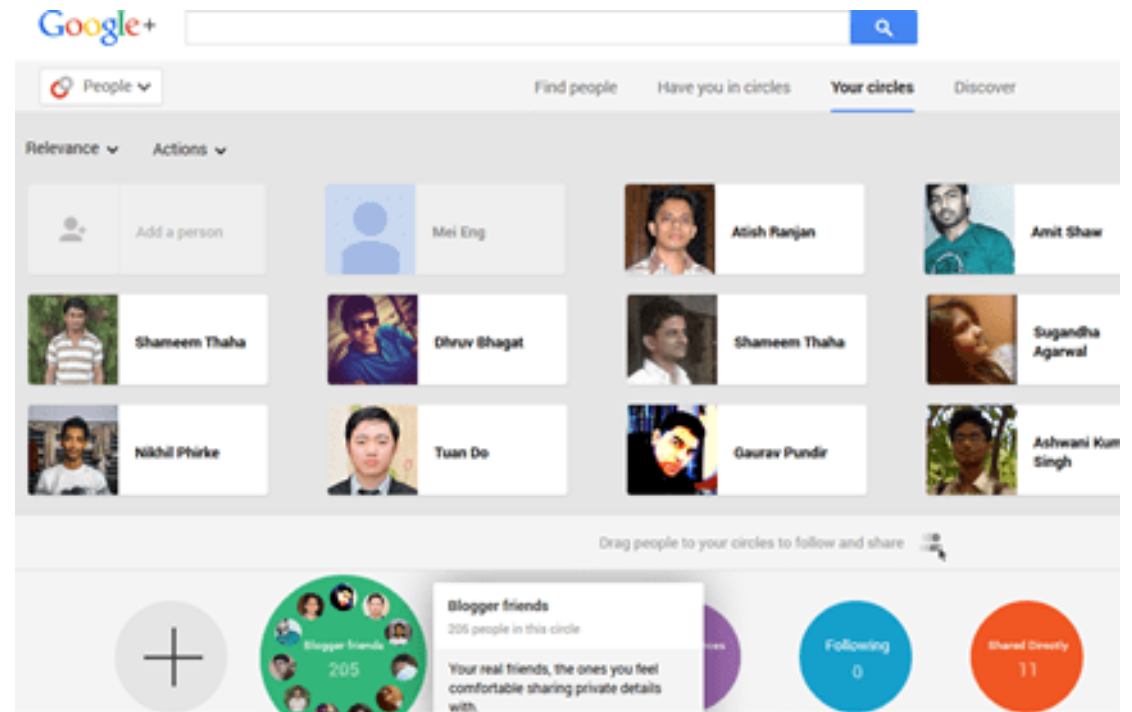 Google+
People
Find people
Have you in circles
Your circles
Discover
Relevance
Actions
Add a person
Mei Eng
Atish Ranjan
Amit Shaw
Shameem Thaha
Dhruv Bhagat
Shameem Thaha
Sugandha
Agarwal
Nikhil Phirke
Tuan Do
Gaurav Pundir
Ashwani Kum
Singh
Drag people to your circles to follow and share
Blogger friends
205
Blogger friends
205 people in this circle
Your real friends, the ones you feel
comfortable sharing private details
with.
Following
0
Shared Directly
11